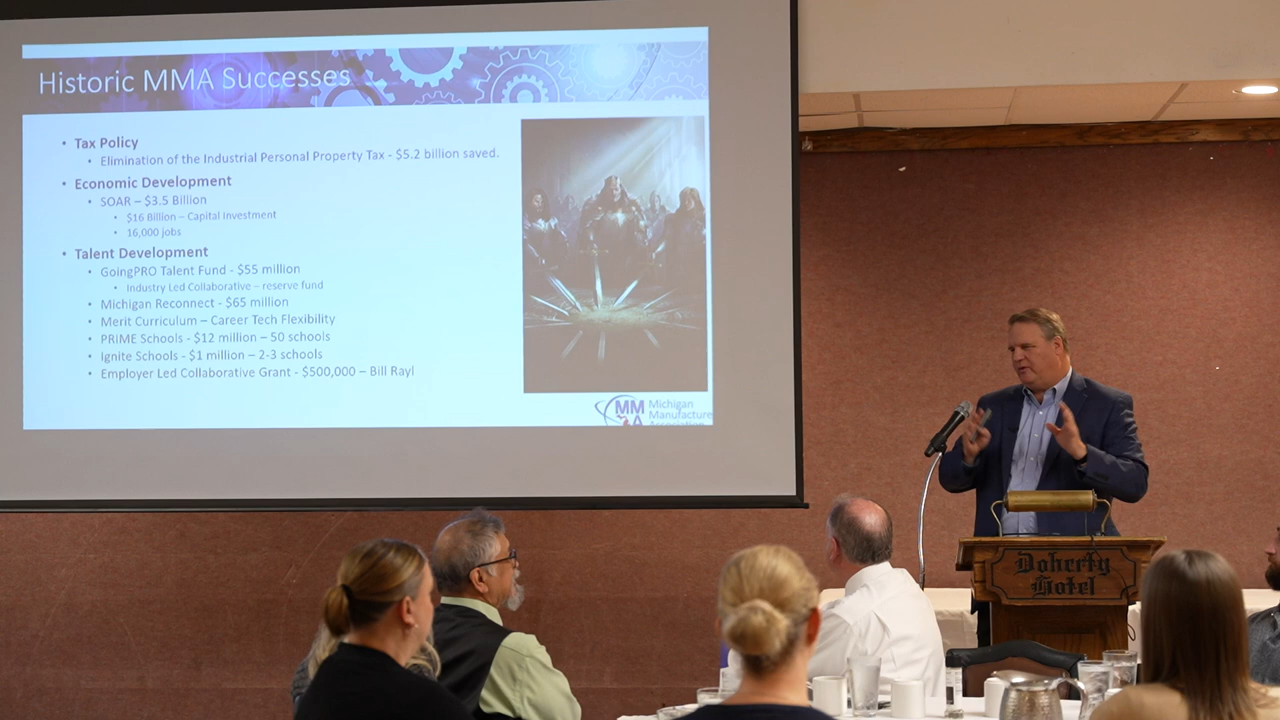 Historic MMA Successes
• Tax Policy
• Elimination of the Industrial Personal Property Tax - $5.2 billion saved.
• Economic Development
• SOAR – $3.5 Billion
• $16 Billion – Capital Investment
• 16,000 jobs
• Talent Development
• GoingPRO Talent Fund - $55 million
• Industry Led Collaborative – reserve fund
• Michigan Reconnect - $65 million
• Merit Curriculum – Career Tech Flexibility
• PRIME Schools - $12 million – 50 schools
• Ignite Schools - $1 million – 2-3 schools
• Employer Led Collaborative Grant - $500,000 – Bill Rayl
MM
A
Michigan
Manufacture
Association
Doherty
Hotel